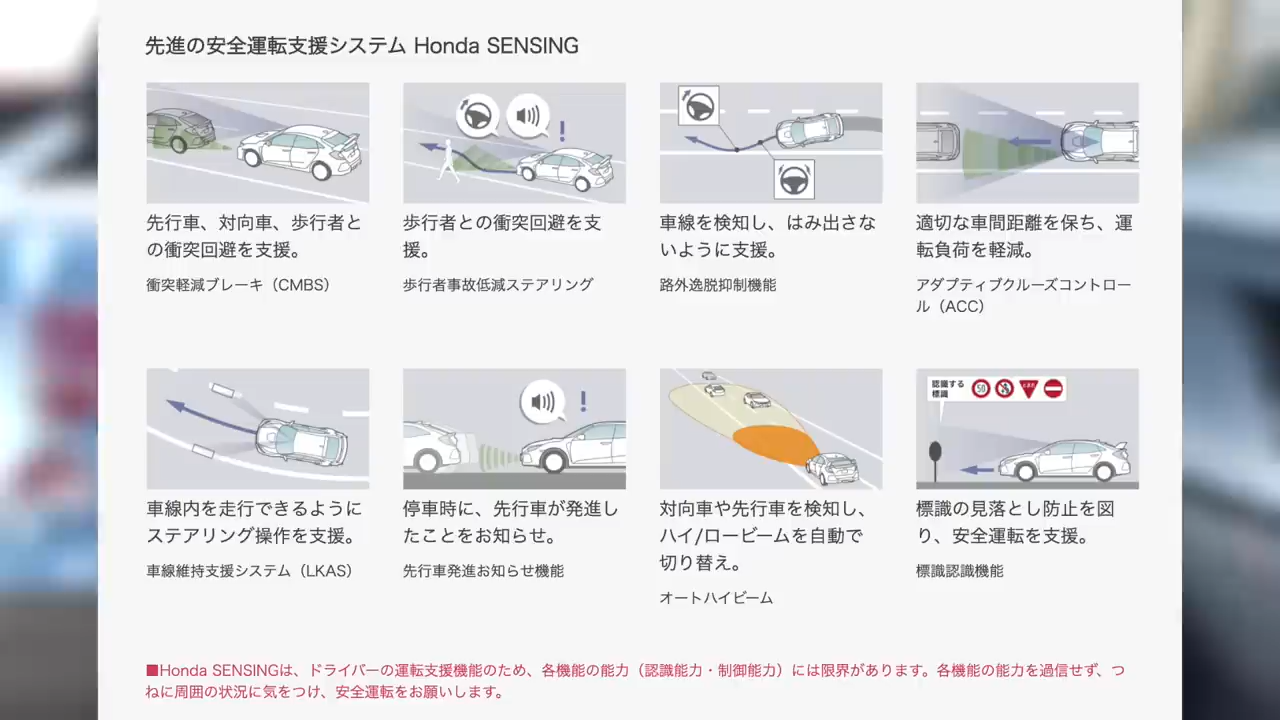 先進の安全運転支援システム Honda SENSING
先行車、対向車、歩行者と
の衝突回避を支援。
衝突軽減ブレーキ（CMBS）
歩行者との衝突回避を支
援。
歩行者事故低減ステアリング
車線を検知し、はみ出さな
いように支援。
路外逸脱抑制機能
適切な車間距離を保ち、運
転負荷を軽減。
アダプティブクルーズコントロー
ル（ACC）
車線内を走行できるように
ステアリング操作を支援。
車線維持支援システム（LKAS）
停車時に、先行車が発進し
たことをお知らせ。
先行車発進お知らせ機能
対向車や先行車を検知し、
ハイ/ロービームを自動で
切り替え。
オートハイビーム
認識する
標識
50
止まれ
標識の見落とし防止を図
り、安全運転を支援。
標識認識機能
■Honda SENSINGは、ドライバーの運転支援機能のため、各機能の能力（認識能力・制御能力）には限界があります。各機能の能力を過信せず、つ
ねに周囲の状況に気をつけ、安全運転をお願いします。